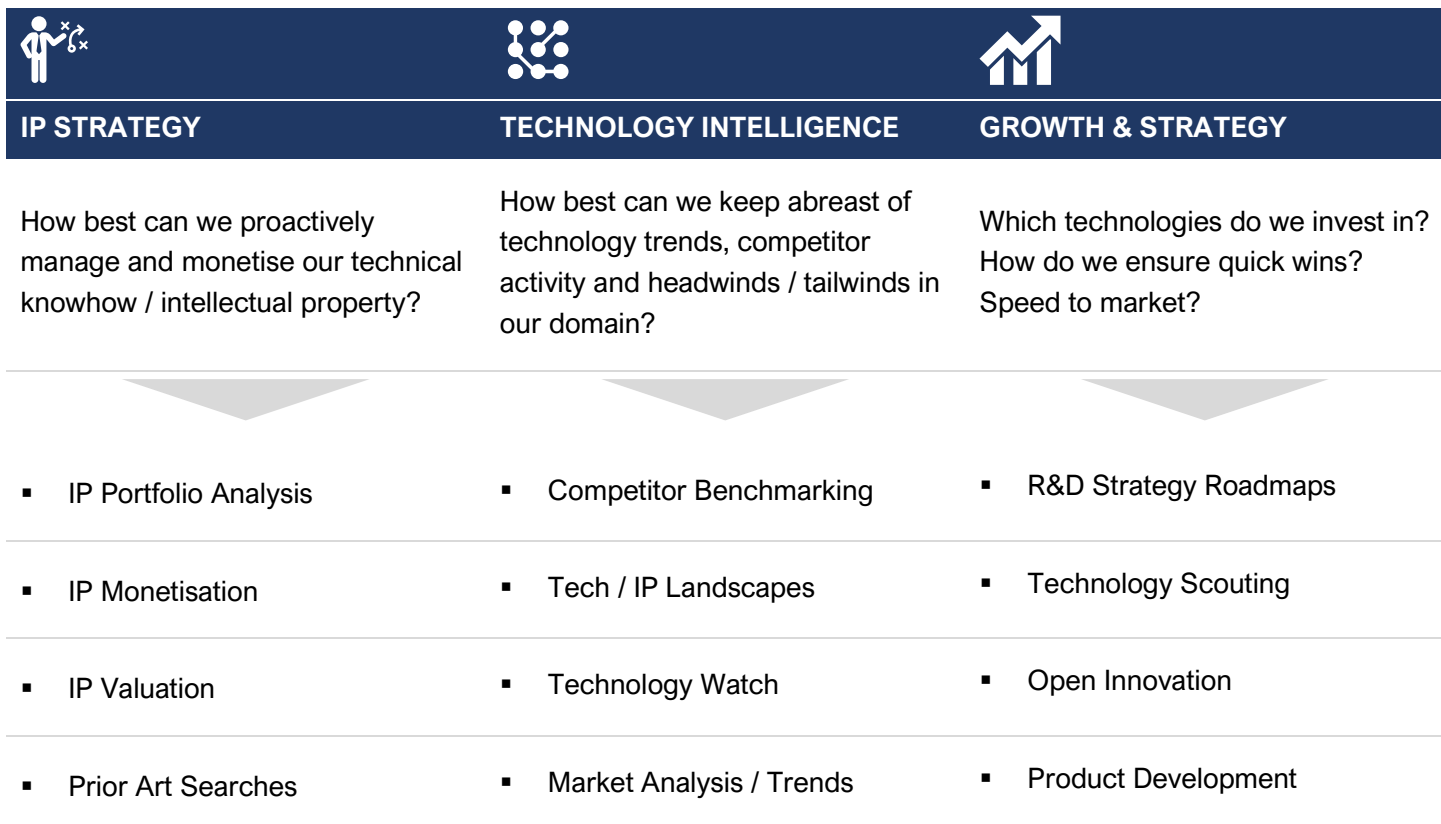 IP STRATEGY
How best can we proactively
manage and monetise our technical
knowhow / intellectual property?
▪ IP Portfolio Analysis
▪ IP Monetisation
▪ IP Valuation
▪ Prior Art Searches
TECHNOLOGY INTELLIGENCE
How best can we keep abreast of
technology trends, competitor
activity and headwinds / tailwinds in
our domain?
▪ Competitor Benchmarking
▪ Tech / IP Landscapes
▪ Technology Watch
▪ Market Analysis / Trends
GROWTH & STRATEGY
Which technologies do we invest in?
How do we ensure quick wins?
Speed to market?
▪ R&D Strategy Roadmaps
▪ Technology Scouting
▪ Open Innovation
▪ Product Development